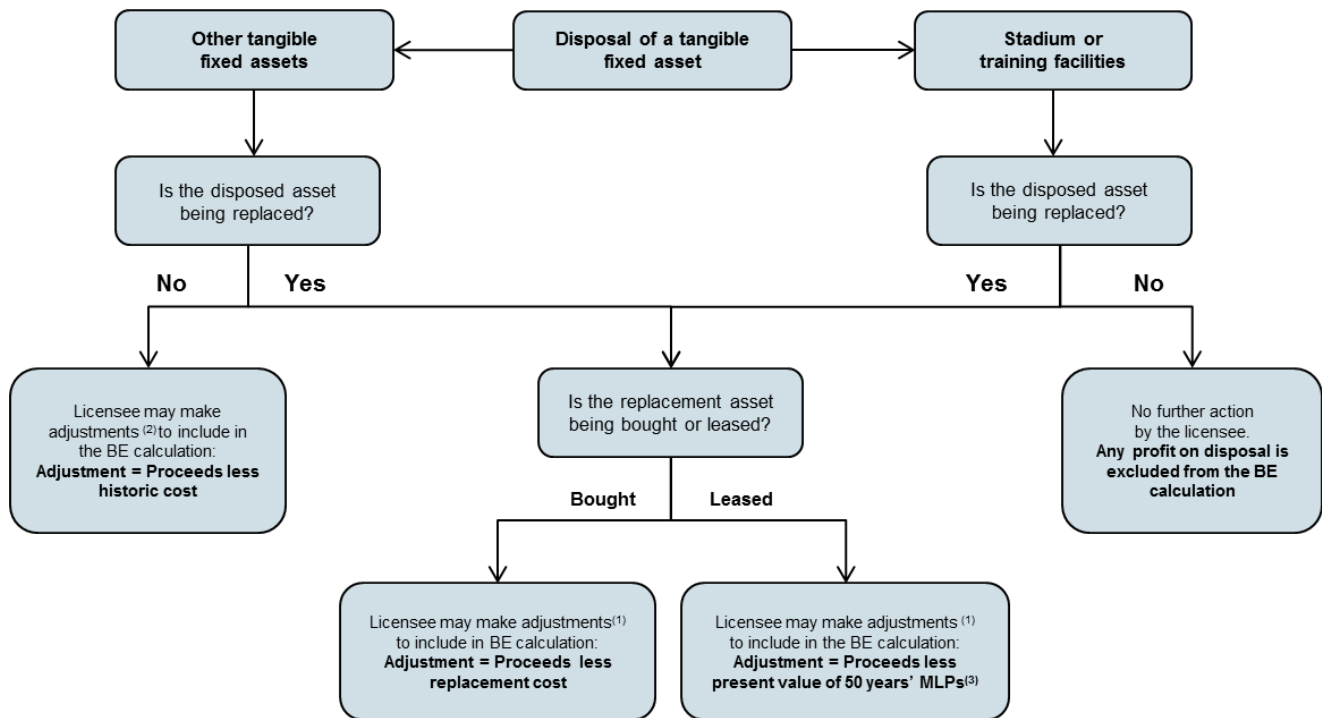 Other tangible
fixed assets
Disposal of a tangible
fixed asset
Stadium or
training facilities
Is the disposed asset
being replaced?
Is the disposed asset
being replaced?
No
Yes
Yes
No
Licensee may make
adjustments (2) to include in
the BE calculation:
Adjustment = Proceeds less
historic cost
Is the replacement asset
being bought or leased?
No further action
by the licensee.
Any profit on disposal is
excluded from the BE
calculation
Bought
Leased
Licensee may make adjustments(1)
to include in BE calculation:
Adjustment = Proceeds less
replacement cost
Licensee may make adjustments (1)
to include in the BE calculation:
Adjustment = Proceeds less
present value of 50 years' MLPs(3)